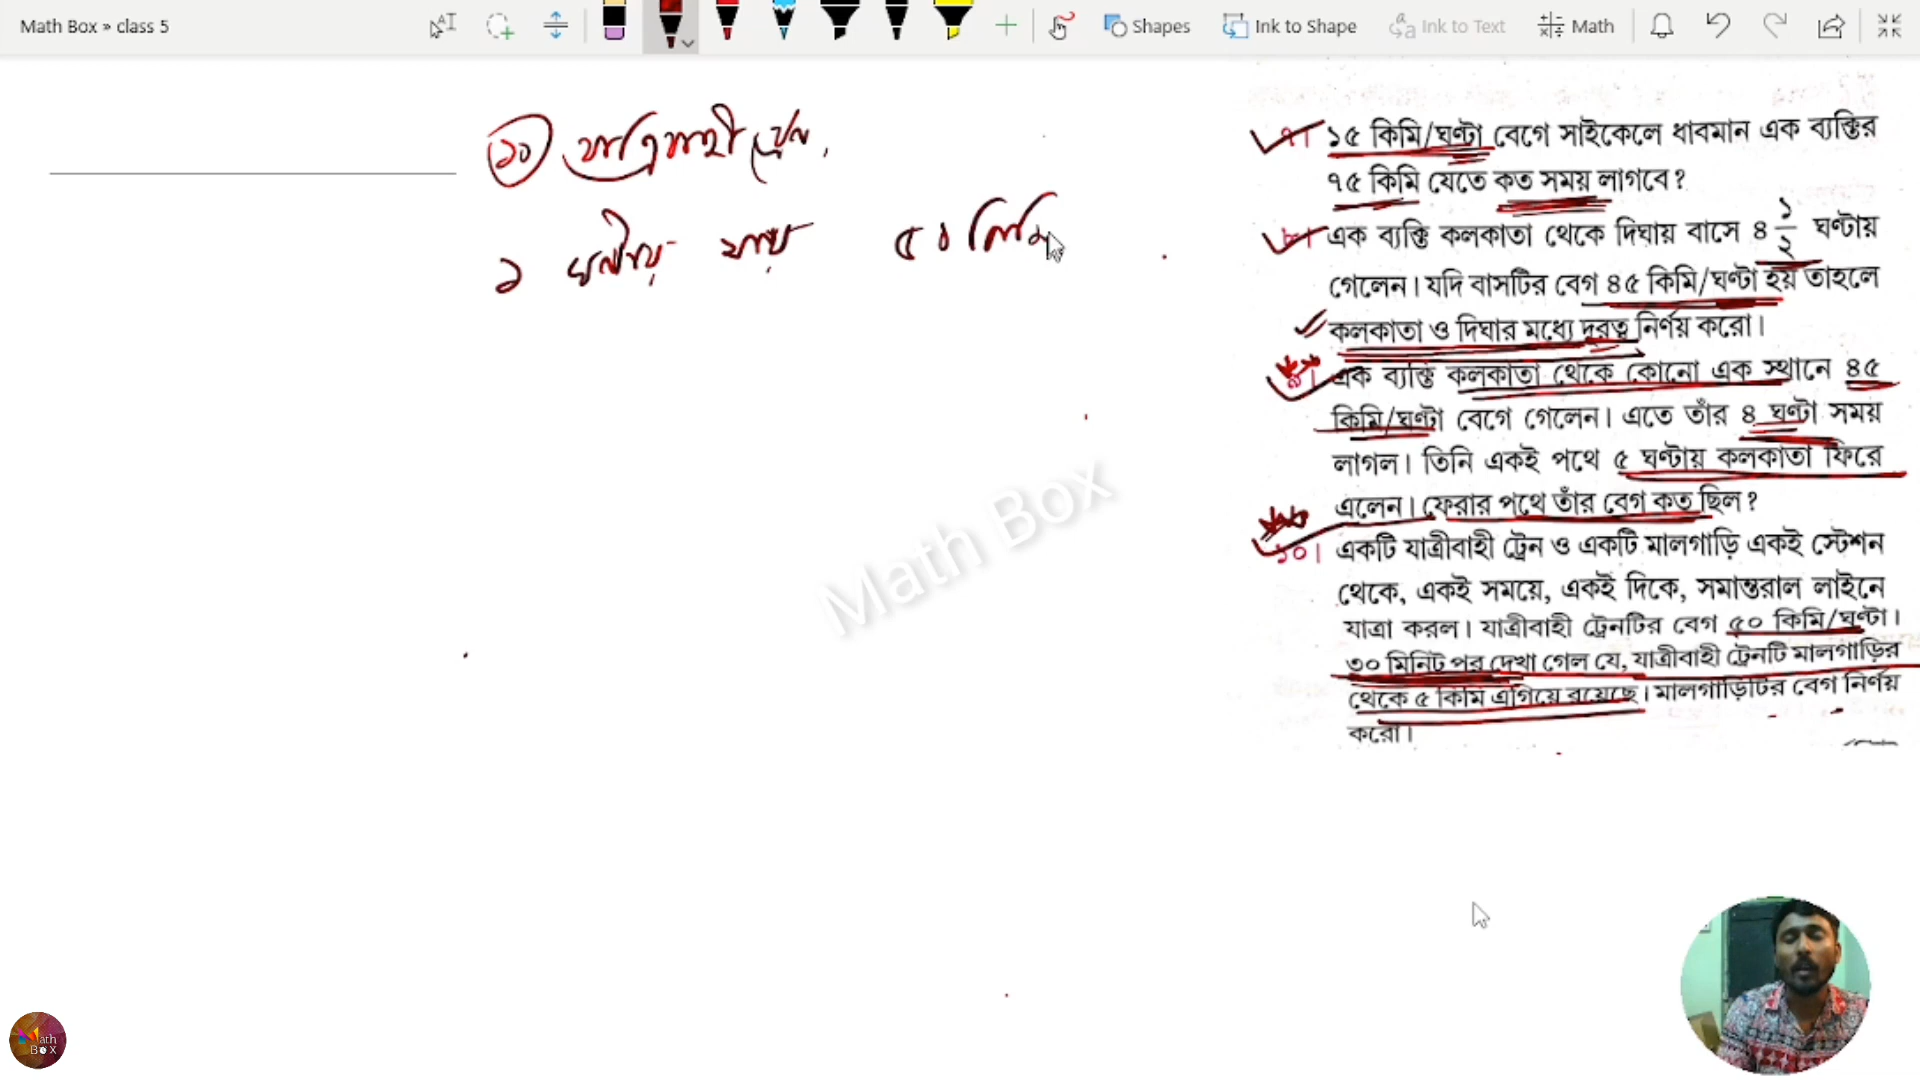 Math Box » class 5
Shapes
Ink to Shape
Ink to Text
Math
১০ যাত্রিবাহী ট্রেন,
১ ঘন্টায় যায় ৫০ কিমি
৭। ১৫ কিমি/ঘণ্টা বেগে সাইকেলে ধাবমান এক ব্যক্তির
৭৫ কিমি যেতে কত সময় লাগবে?
৮। এক ব্যক্তি কলকাতা থেকে দিঘায় বাসে ৪ ১/২ ঘণ্টায়
গেলেন। যদি বাসটির বেগ ৪৫ কিমি/ঘণ্টা হয় তাহলে
কলকাতা ও দিঘার মধ্যে দূরত্ব নির্ণয় করো।
৯। এক ব্যক্তি কলকাতা থেকে কোনো এক স্থানে ৪৫
কিমি/ঘণ্টা বেগে গেলেন। এতে তাঁর ৪ ঘণ্টা সময়
লাগল। তিনি একই পথে ৫ ঘণ্টায় কলকাতা ফিরে
এলেন। ফেরার পথে তাঁর বেগ কত ছিল?
১০। একটি যাত্রীবাহী ট্রেন ও একটি মালগাড়ি একই স্টেশন
থেকে, একই সময়ে, একই দিকে, সমান্তরাল লাইনে
যাত্রা করল। যাত্রীবাহী ট্রেনটির বেগ ৫০ কিমি/ঘণ্টা।
৩০ মিনিট পর দেখা গেল যে, যাত্রীবাহী ট্রেনটি মালগাড়ির
থেকে ৫ কিমি এগিয়ে রয়েছে। মালগাড়িটির বেগ নির্ণয়
করো।
Math Box
Math
Box